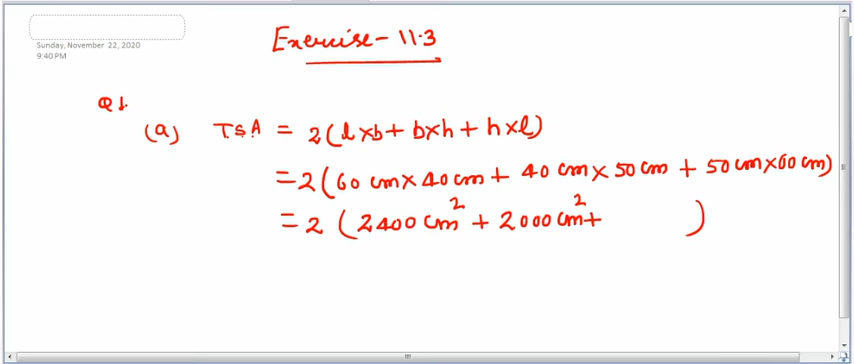 Exercise - 11.3
Sunday, November 22, 2020
9:40 PM
Q1.
(a) TSA = 2(l×b + b×h + h×l)
= 2(60 cm × 40 cm + 40 cm × 50 cm + 50 cm × 60 cm)
= 2 (2400 cm² + 2000 cm² + )